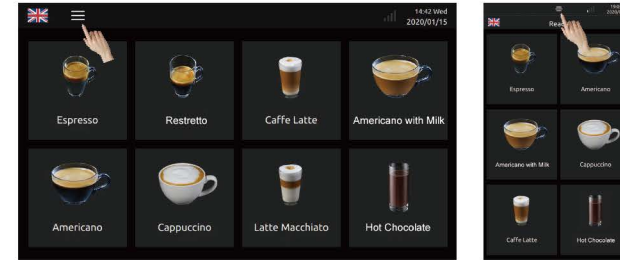 14:42 Wed
2020/01/15
Espresso
Restretto
Caffe Latte
Americano with Milk
Americano
Cappuccino
Latte Macchiato
Hot Chocolate
Espresso
Americano
Americano with Milk
Cappuccino
Caffe Latte
Hot Chocolate